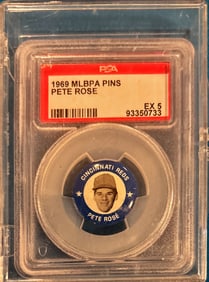 PSA
1969 MLBPA PINS
PETE ROSE
EX 5
93350733
CINCINNATI REDS
PETE ROSE